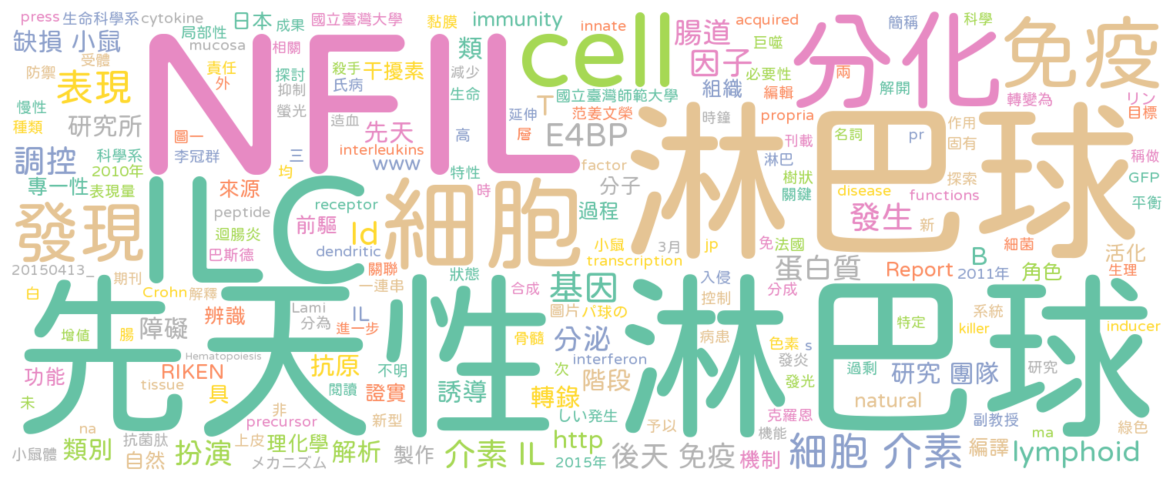 press 生命科學系 cytokine 局部性 日本 成果 國立臺灣大學 黏膜 immunity innate 腸道 acquired 簡稱 科學
缺損 小鼠 mucosa 相關 NFIL cell 因子 巨噬 分化 免疫
防禦 受體 責任 外 探討 抑制 殺手 氏病 干擾素 類 減少 生命 組織 必要性 編輯 兩 解開 轉變為 リン 目標
慢性 表現 螢光 造血 先天 高 T 延伸 層 國立臺灣師範大學 范姜文榮 時鐘 propria
種類 研究所 圖一 李冠群 interleukins www E4BP factor 刊載 名詞 pr 作用 固有 稱做
調控 科學系 2010年 三 均 特性 淋巴 淋巴球 樹狀 關鍵 探索 GFP 平衡
專一性 表現量 來源 ILC receptor 時 分子 disease functions 新
發現 peptide 前驅 Id 細胞 過程 發生
迴腸炎 巴斯德 dendritic 小鼠 3月 jp 免 法國 細菌 活化 生理
20150413_ 關聯 狀態 transcription 蛋白質 Report B 2011年 角色
白 期刊 Crohn 解釋 一連串 合成 基因 入侵 控制 分成
先天性 淋巴球 Lami 分為 IL 進一步 圖片 バ球の 特定 系統 killer inducer
增值 腸 障礙 辨識 Hematopoiesis 不明 骨髓 分泌 interferon 病患 色素 s 發炎 過剩 研究 團隊 研究
功能 RIKEN tissue 具 抗原 閱讀 證實 誘導 次 階段 轉錄 發光 natural
未 na 非 precursor 新型 しい発生 予以 克羅恩 副教授 ma 綠色
小鼠體 類別 抗菌肽 自然 扮演 上皮 理化學 メカニズム 解析 製作 介素 IL http 2015年 後天 免疫 機能 機制 細胞 介素 編譯 lymphoid